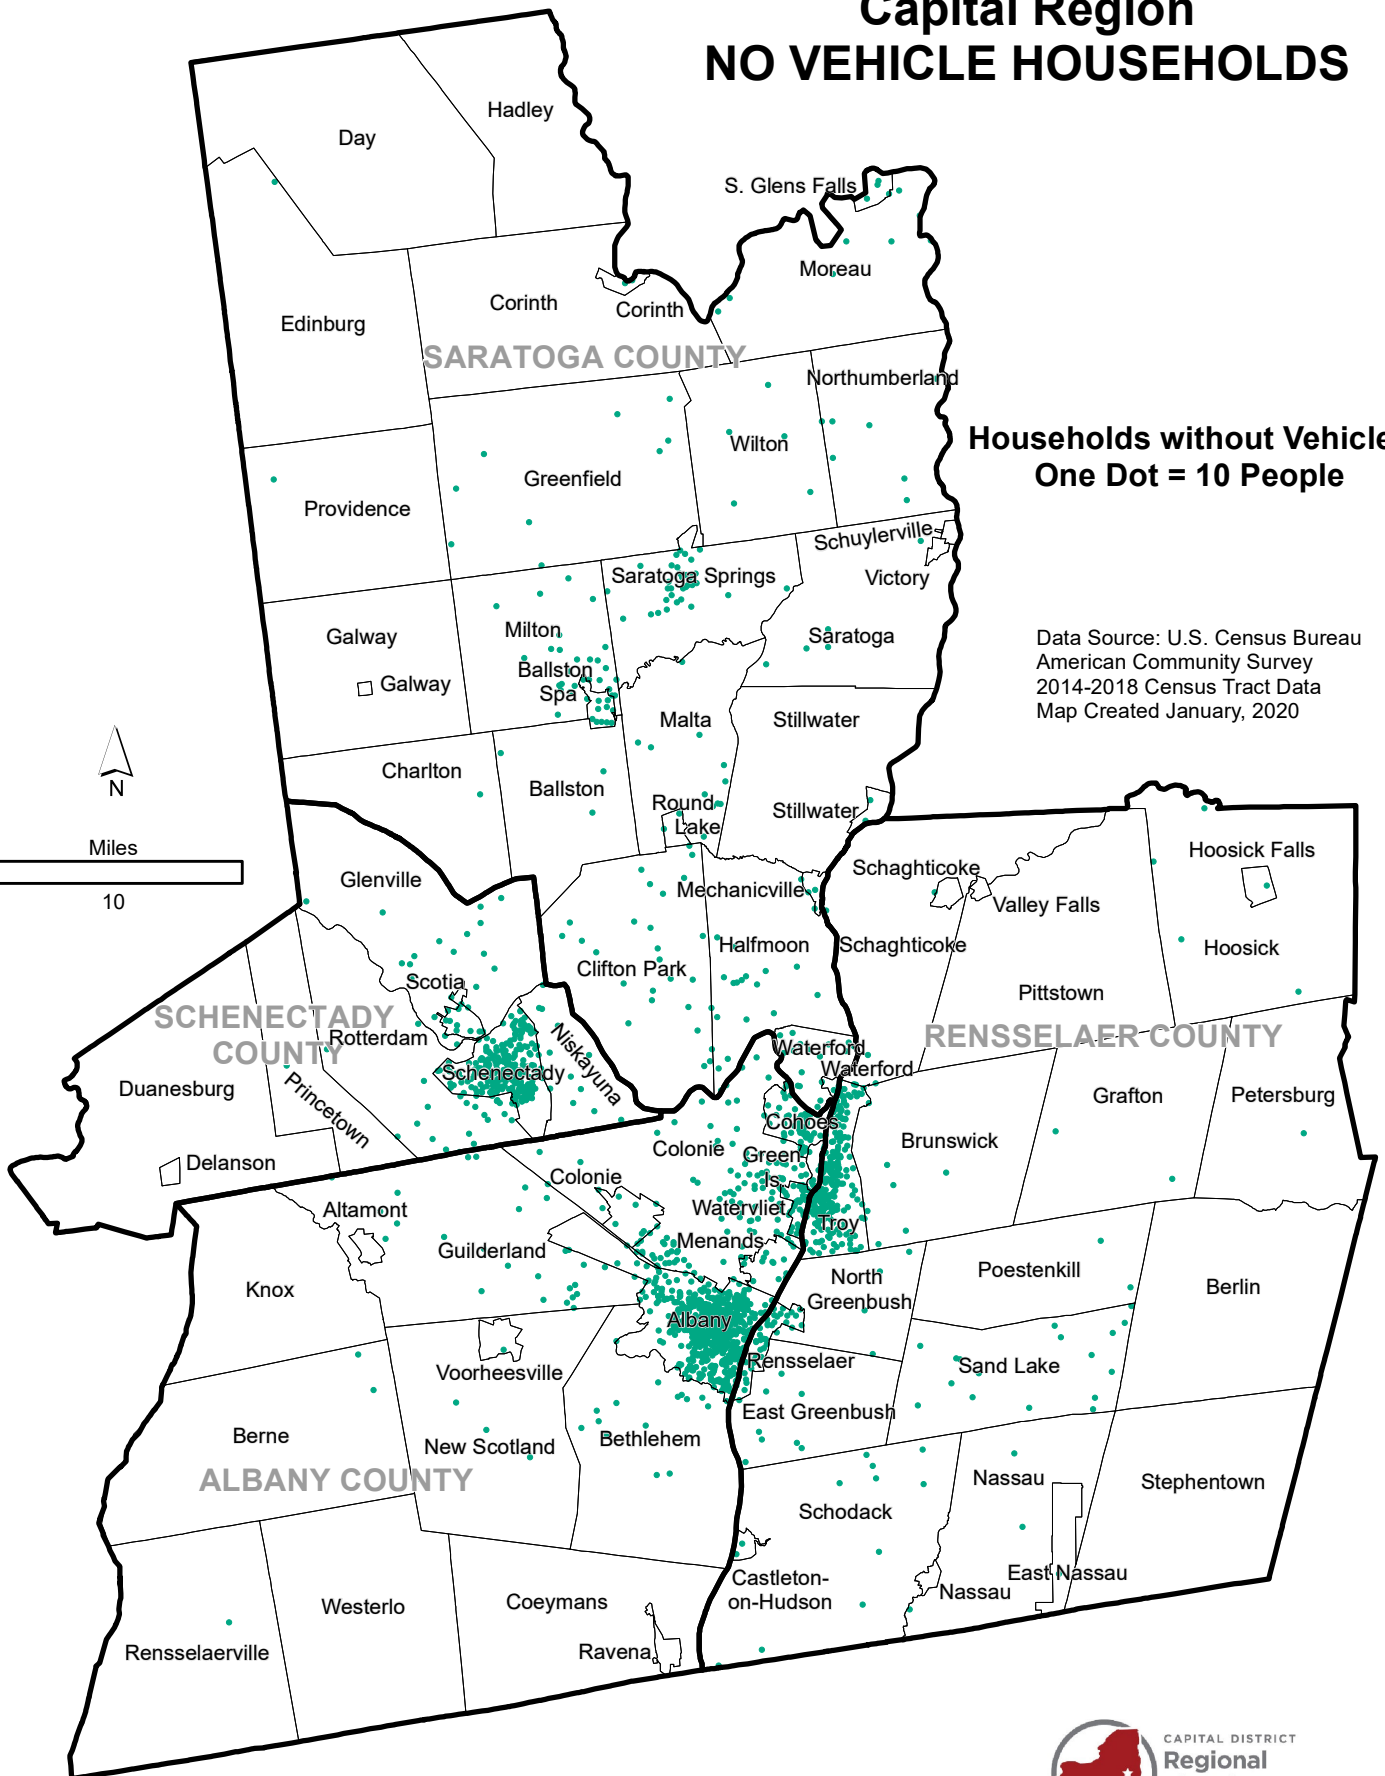 Capital Region
NO VEHICLE HOUSEHOLDS
Hadley
Day
S. Glens Falls
Moreau
Corinth
Corinth
Edinburg
SARATOGA COUNTY
Northumberland
Households without Vehicle
One Dot = 10 People
Wilton
Greenfield
Providence
Schuylerville
Victory
Saratoga Springs
Milton
Galway
Saratoga
Data Source: U.S. Census Bureau
American Community Survey
2014-2018 Census Tract Data
Map Created January, 2020
Ballston
Spa
Galway
Malta
Stillwater
N
Charlton
Ballston
Round
Lake
Stillwater
Miles
10
Glenville
Mechanicville
Schaghticoke
Hoosick Falls
Valley Falls
Halfmoon
Schaghticoke
Hoosick
Clifton Park
Scotia
Pittstown
SCHENECTADY
COUNTY
Rotterdam
RENSSELAER COUNTY
Niskayuna
Waterford
Waterford
Schenectady
Duanesburg
Princetown
Grafton
Petersburg
Cohoes
Brunswick
Colonie
Green
Is.
Delanson
Colonie
Altamont
Watervliet
Troy
Menands
Guilderland
Poestenkill
North
Greenbush
Knox
Berlin
Albany
Voorheesville
Rensselaer
Sand Lake
East Greenbush
Berne
New Scotland
Bethlehem
ALBANY COUNTY
Nassau
Stephentown
Schodack
East Nassau
Castleton-
on-Hudson
Nassau
Westerlo
Coeymans
Rensselaerville
Ravena
CAPITAL DISTRICT
Regional